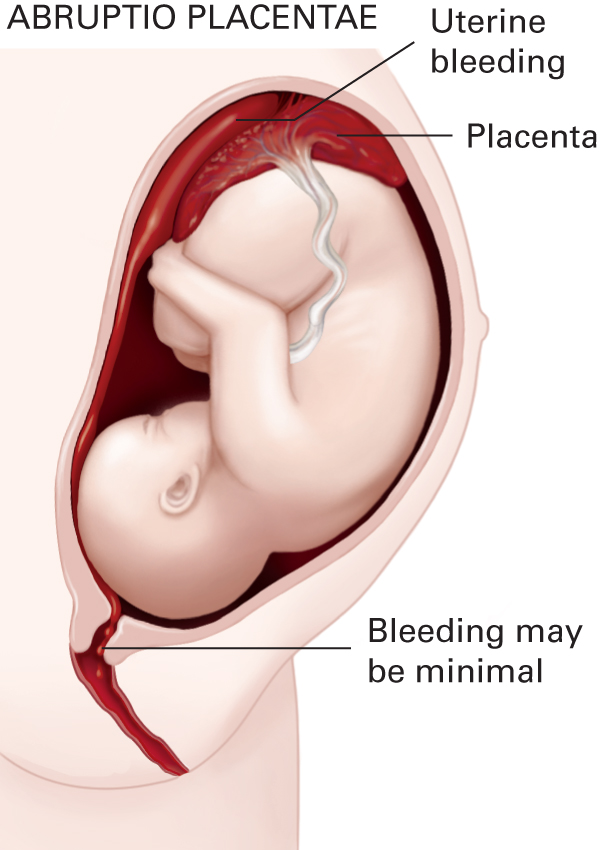 ABRUPTIO PLACENTAE
Uterine
bleeding
Placenta
Bleeding may
be minimal